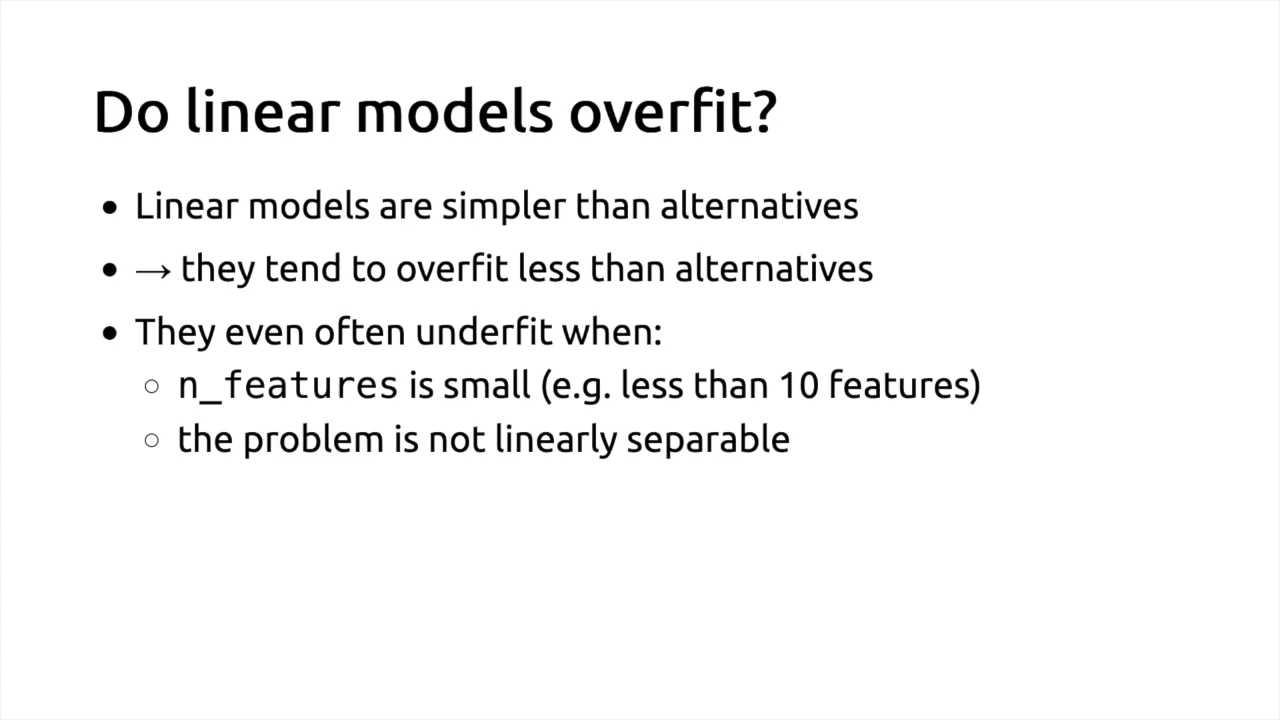 Do linear models overfit?
• Linear models are simpler than alternatives
• → they tend to overfit less than alternatives
• They even often underfit when:
○ n_features is small (e.g. less than 10 features)
○ the problem is not linearly separable